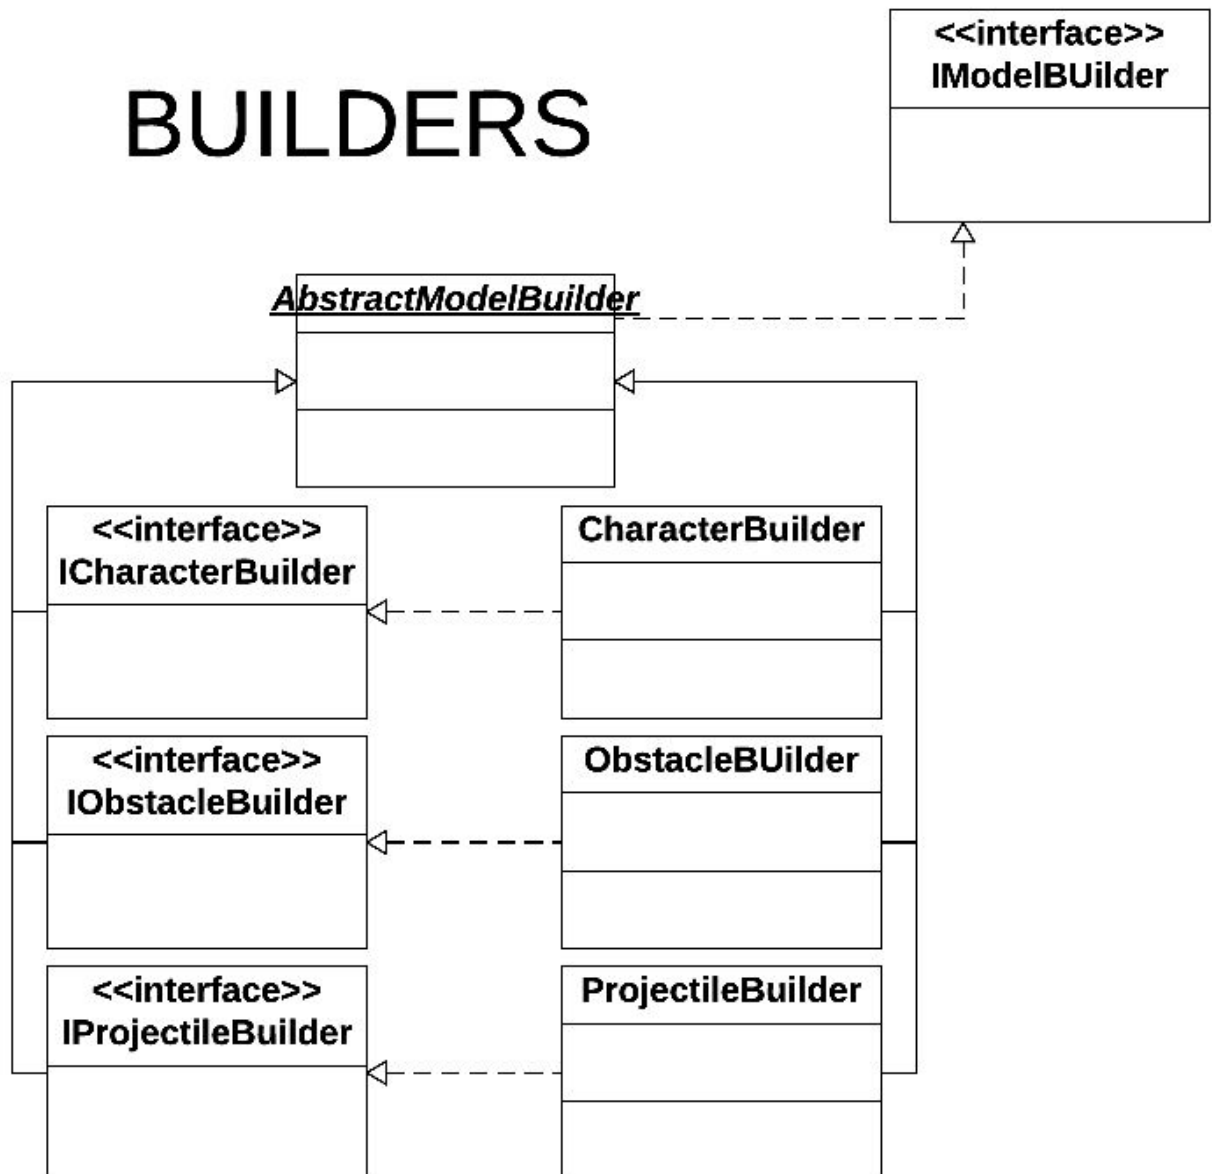 BUILDERS
<<interface>>
IModelBUilder
AbstractModelBuilder
<<interface>>
ICharacterBuilder
CharacterBuilder
<<interface>>
IObstacleBuilder
ObstacleBUilder
<<interface>>
IProjectileBuilder
ProjectileBuilder